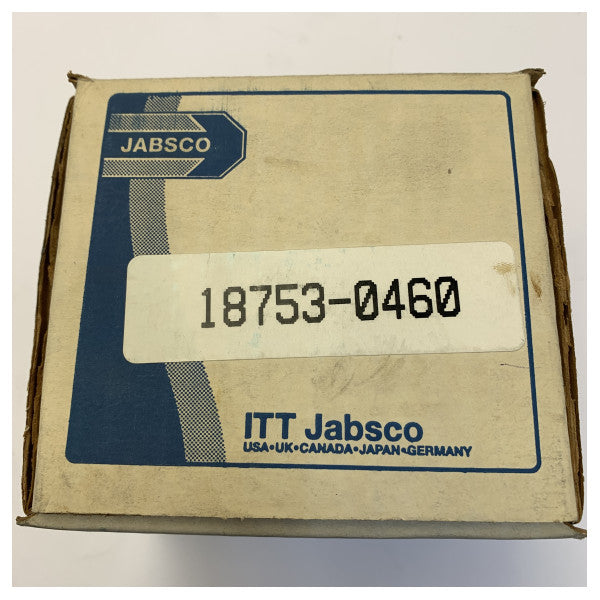 JABSCO
18753-0460
ITT Jabsco
USA•UK•CANADA•JAPAN•GERMANY